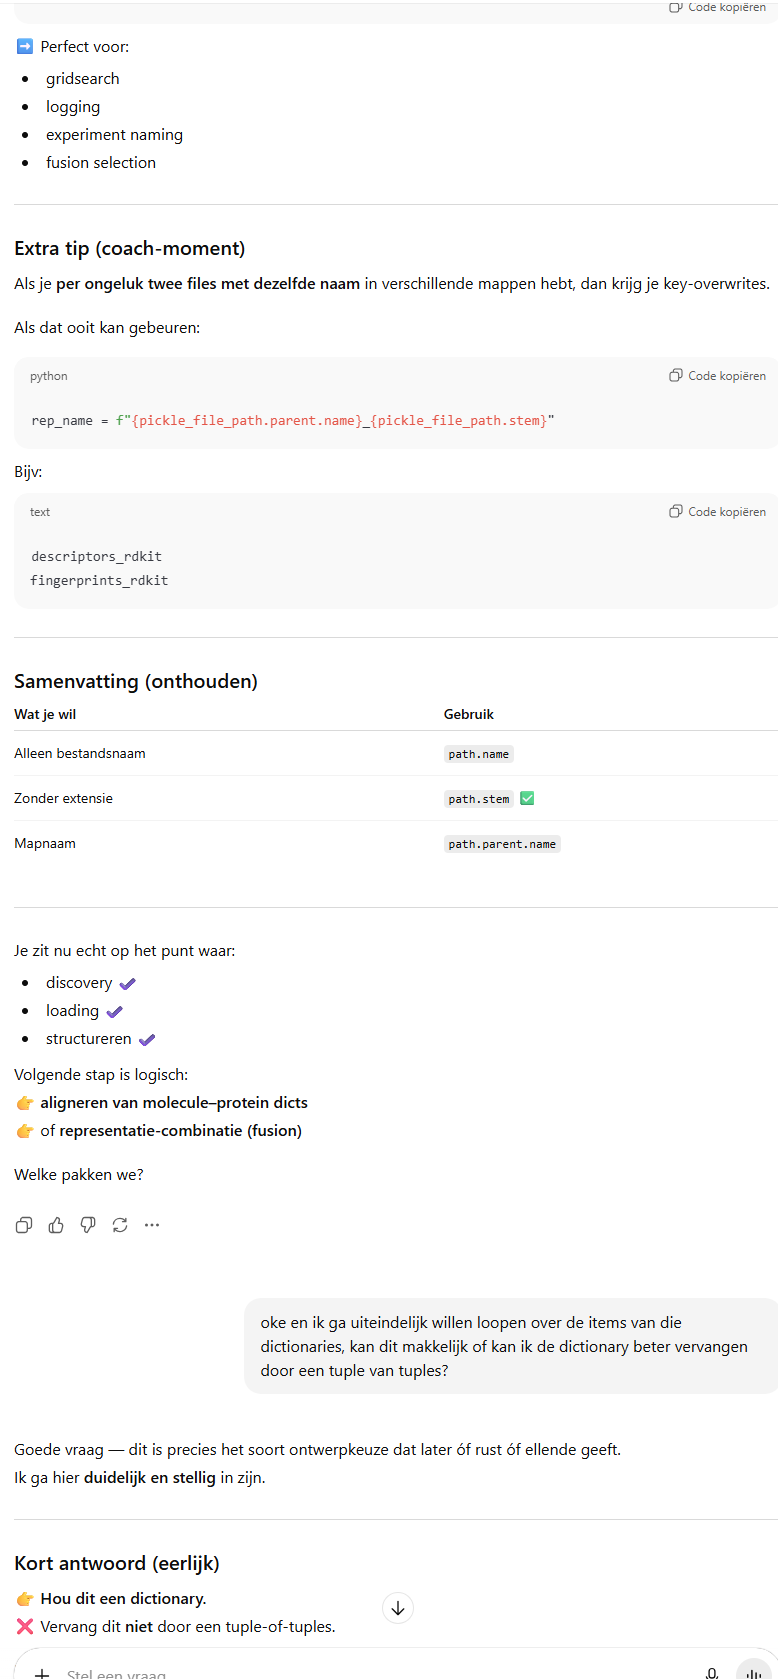 Code kopiëren
➡️ Perfect voor:
• gridsearch
• logging
• experiment naming
• fusion selection
Extra tip (coach-moment)
Als je per ongeluk twee files met dezelfde naam in verschillende mappen hebt, dan krijg je key-overwrites.
Als dat ooit kan gebeuren:
python Code kopiëren
rep_name = f"{pickle_file_path.parent.name}_{pickle_file_path.stem}"
Bijv:
text Code kopiëren
descriptors_rdkit
fingerprints_rdkit
Samenvatting (onthouden)
Wat je wil Gebruik
Alleen bestandsnaam path.name
Zonder extensie path.stem ✅
Mapnaam path.parent.name
Je zit nu echt op het punt waar:
• discovery ✔
• loading ✔
• structureren ✔
Volgende stap is logisch:
👉 aligneren van molecule–protein dicts
👉 of representatie-combinatie (fusion)
Welke pakken we?
oke en ik ga uiteindelijk willen loopen over de items van die
dictionaries, kan dit makkelijk of kan ik de dictionary beter vervangen
door een tuple van tuples?
Goede vraag — dit is precies het soort ontwerpkeuze dat later óf rust óf ellende geeft.
Ik ga hier duidelijk en stellig in zijn.
Kort antwoord (eerlijk)
👉 Hou dit een dictionary.
❌ Vervang dit niet door een tuple-of-tuples.
Stel een vraag